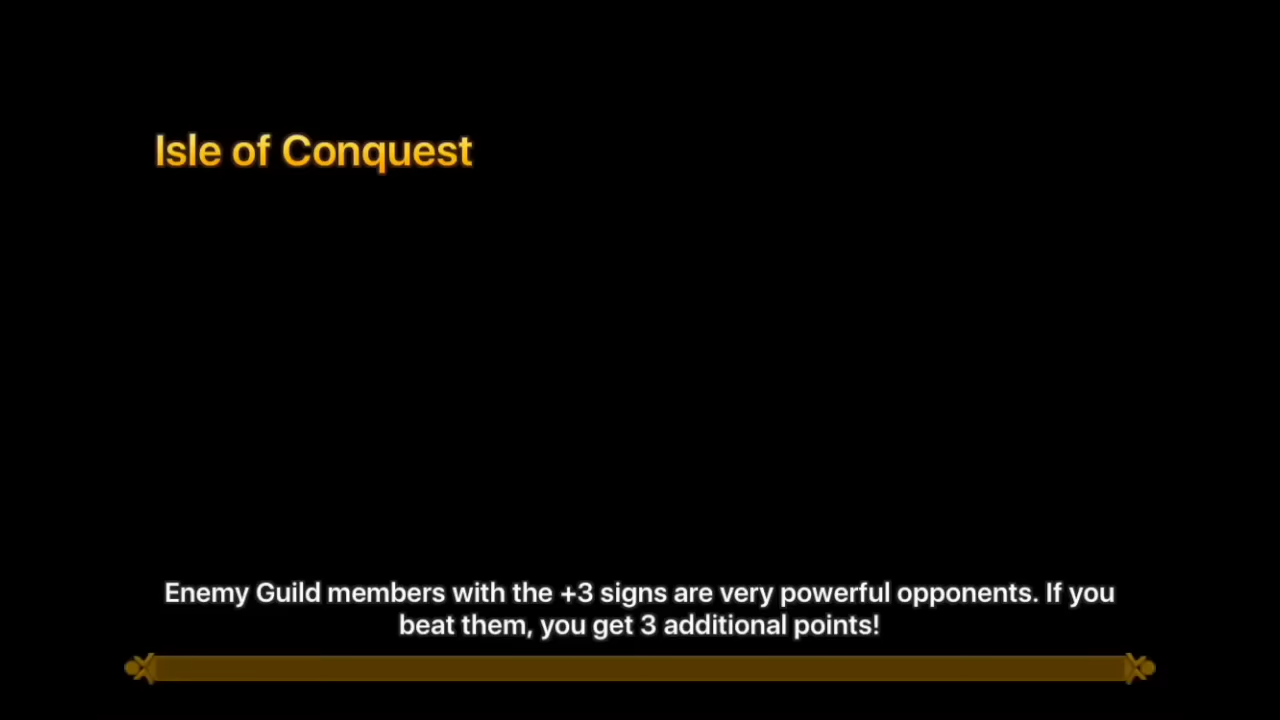 Isle of Conquest
Enemy Guild members with the +3 signs are very powerful opponents. If you
beat them, you get 3 additional points!